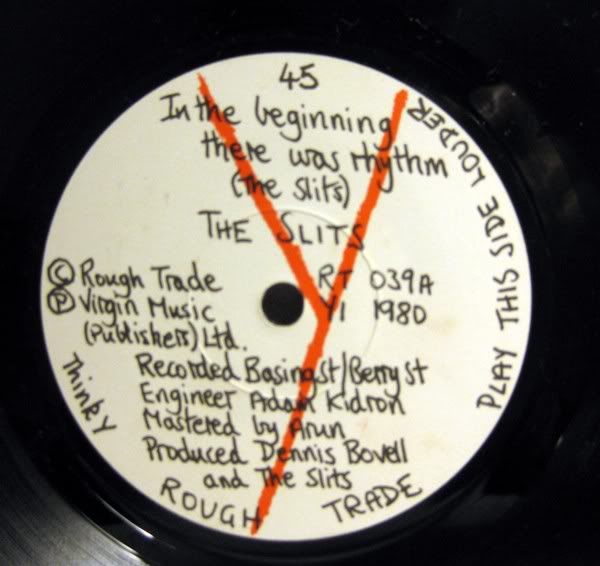 45
In the beginning
there was rhythm
(The Slits)
THE SLITS
© Rough Trade
℗ Virgin Music
(Publishers) Ltd.
RT 039A
Y1 1980
Recorded Basing St/Berry St
Engineer Adam Kidron
Mastered by Arun
Produced Dennis Bovell
and The Slits
Thinky
ROUGH TRADE
PLAY THIS SIDE LOUDER